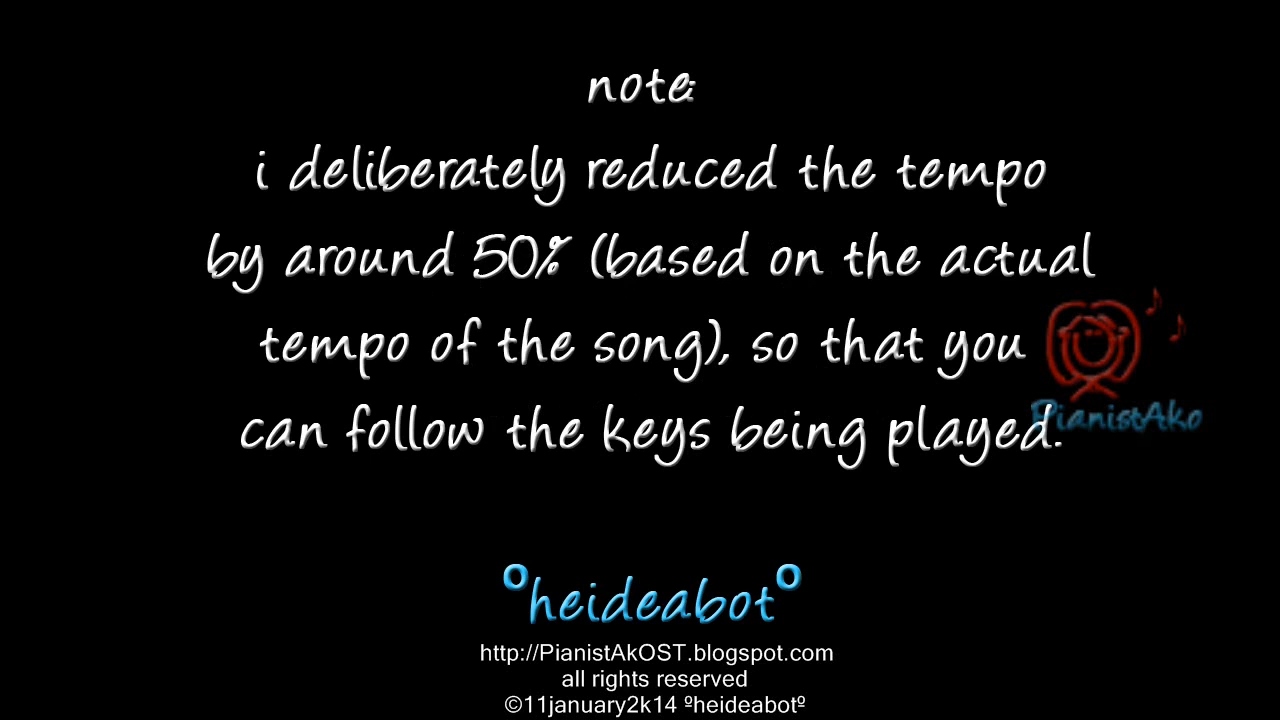 note:
i deliberately reduced the tempo
by around 50% (based on the actual
tempo of the song), so that you
can follow the keys being played.
PianistAko
ºheideabotº
http://PianistAkOST.blogspot.com
all rights reserved
©11january2k14 ºheideabotº